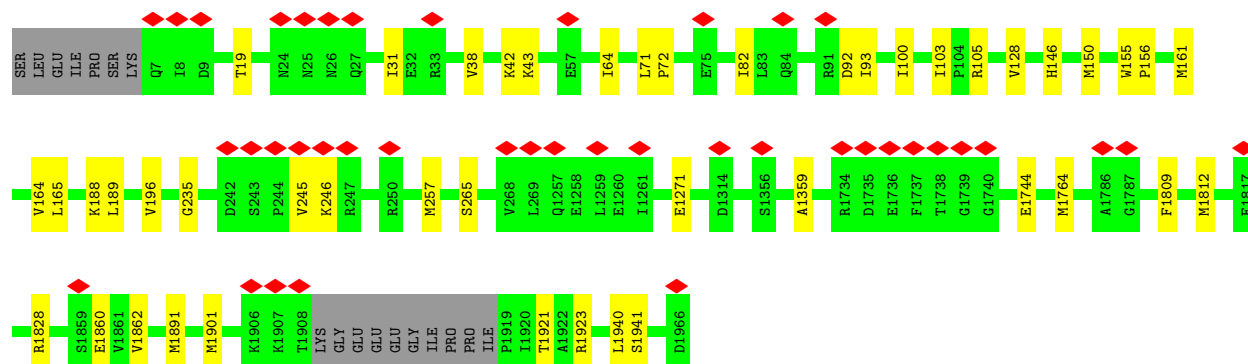 SER LEU GLU ILE PRO SER LYS Q7 I8 D9 T19 N24 N25 N26 Q27 I31 E32 R33 V38 K42 K43 E57 I64 L71 P72 E75 I82 L83 Q84 R91 D92 I93 I100 I103 P104 R105 V128 H146 M150 W155 P156 M161
V164 L165 K188 L189 V196 G235 D242 S243 P244 V245 K246 R247 R250 M257 S265 V268 L269 Q1257 E1258 L1259 E1260 I1261 E1271 D1314 S1356 A1359 R1734 D1735 E1736 F1737 T1738 G1739 G1740 E1744 M1764 A1786 G1787 F1809 M1812 E1817
R1828 S1859 E1860 V1861 V1862 M1891 M1901 K1906 K1907 T1908 LYS GLY GLU GLU GLU GLY ILE PRO PRO ILE P1919 I1920 T1921 A1922 R1923 L1940 S1941 D1966